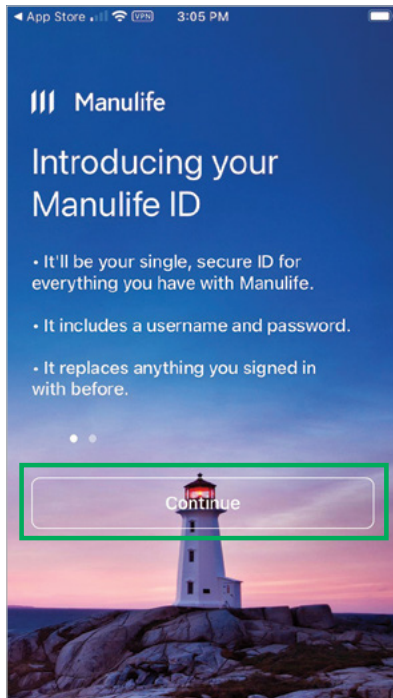 App Store VPN 3:05 PM
Manulife
Introducing your
Manulife ID
• It'll be your single, secure ID for
everything you have with Manulife.
• It includes a username and password.
• It replaces anything you signed in
with before.
Continue